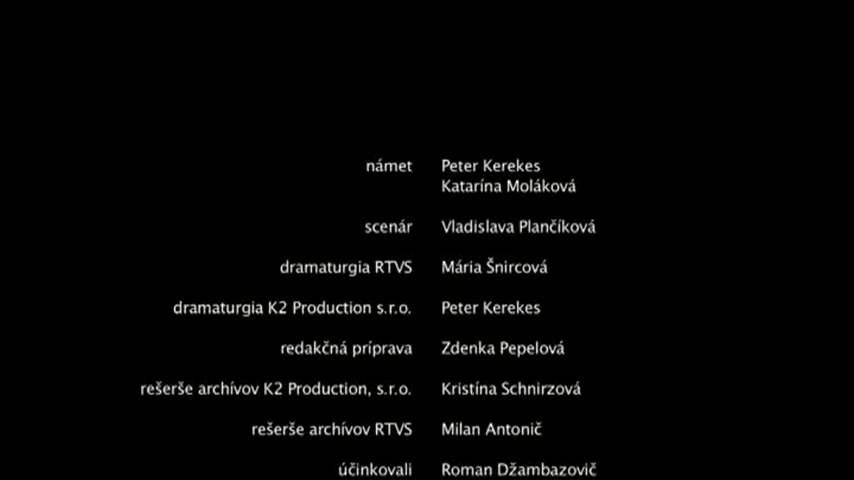 námet Peter Kerekes
Katarína Moláková
scenár Vladislava Plančíková
dramaturgia RTVS Mária Šnircová
dramaturgia K2 Production s.r.o. Peter Kerekes
redakčná príprava Zdenka Pepelová
rešerše archívov K2 Production, s.r.o. Kristína Schnirzová
rešerše archívov RTVS Milan Antonič
účinkovali Roman Džambazovič